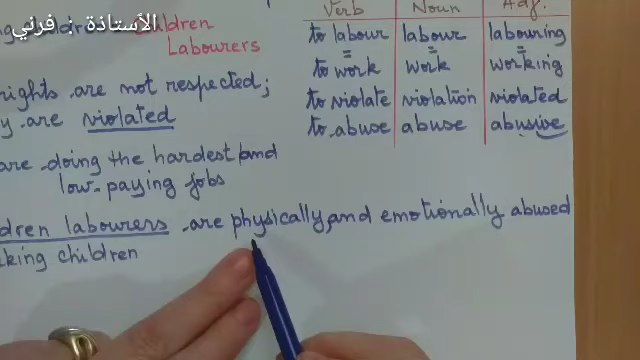 الأستاذة : فرني
Children
Labourers
Verb Noun Adj.
to labour labour labouring
= = =
to work work working
to violate violation violated
to abuse abuse abusive
rights are not respected;
y are violated
are doing the hardest and
low-paying jobs
dren labourers are physically and emotionally abused
king children